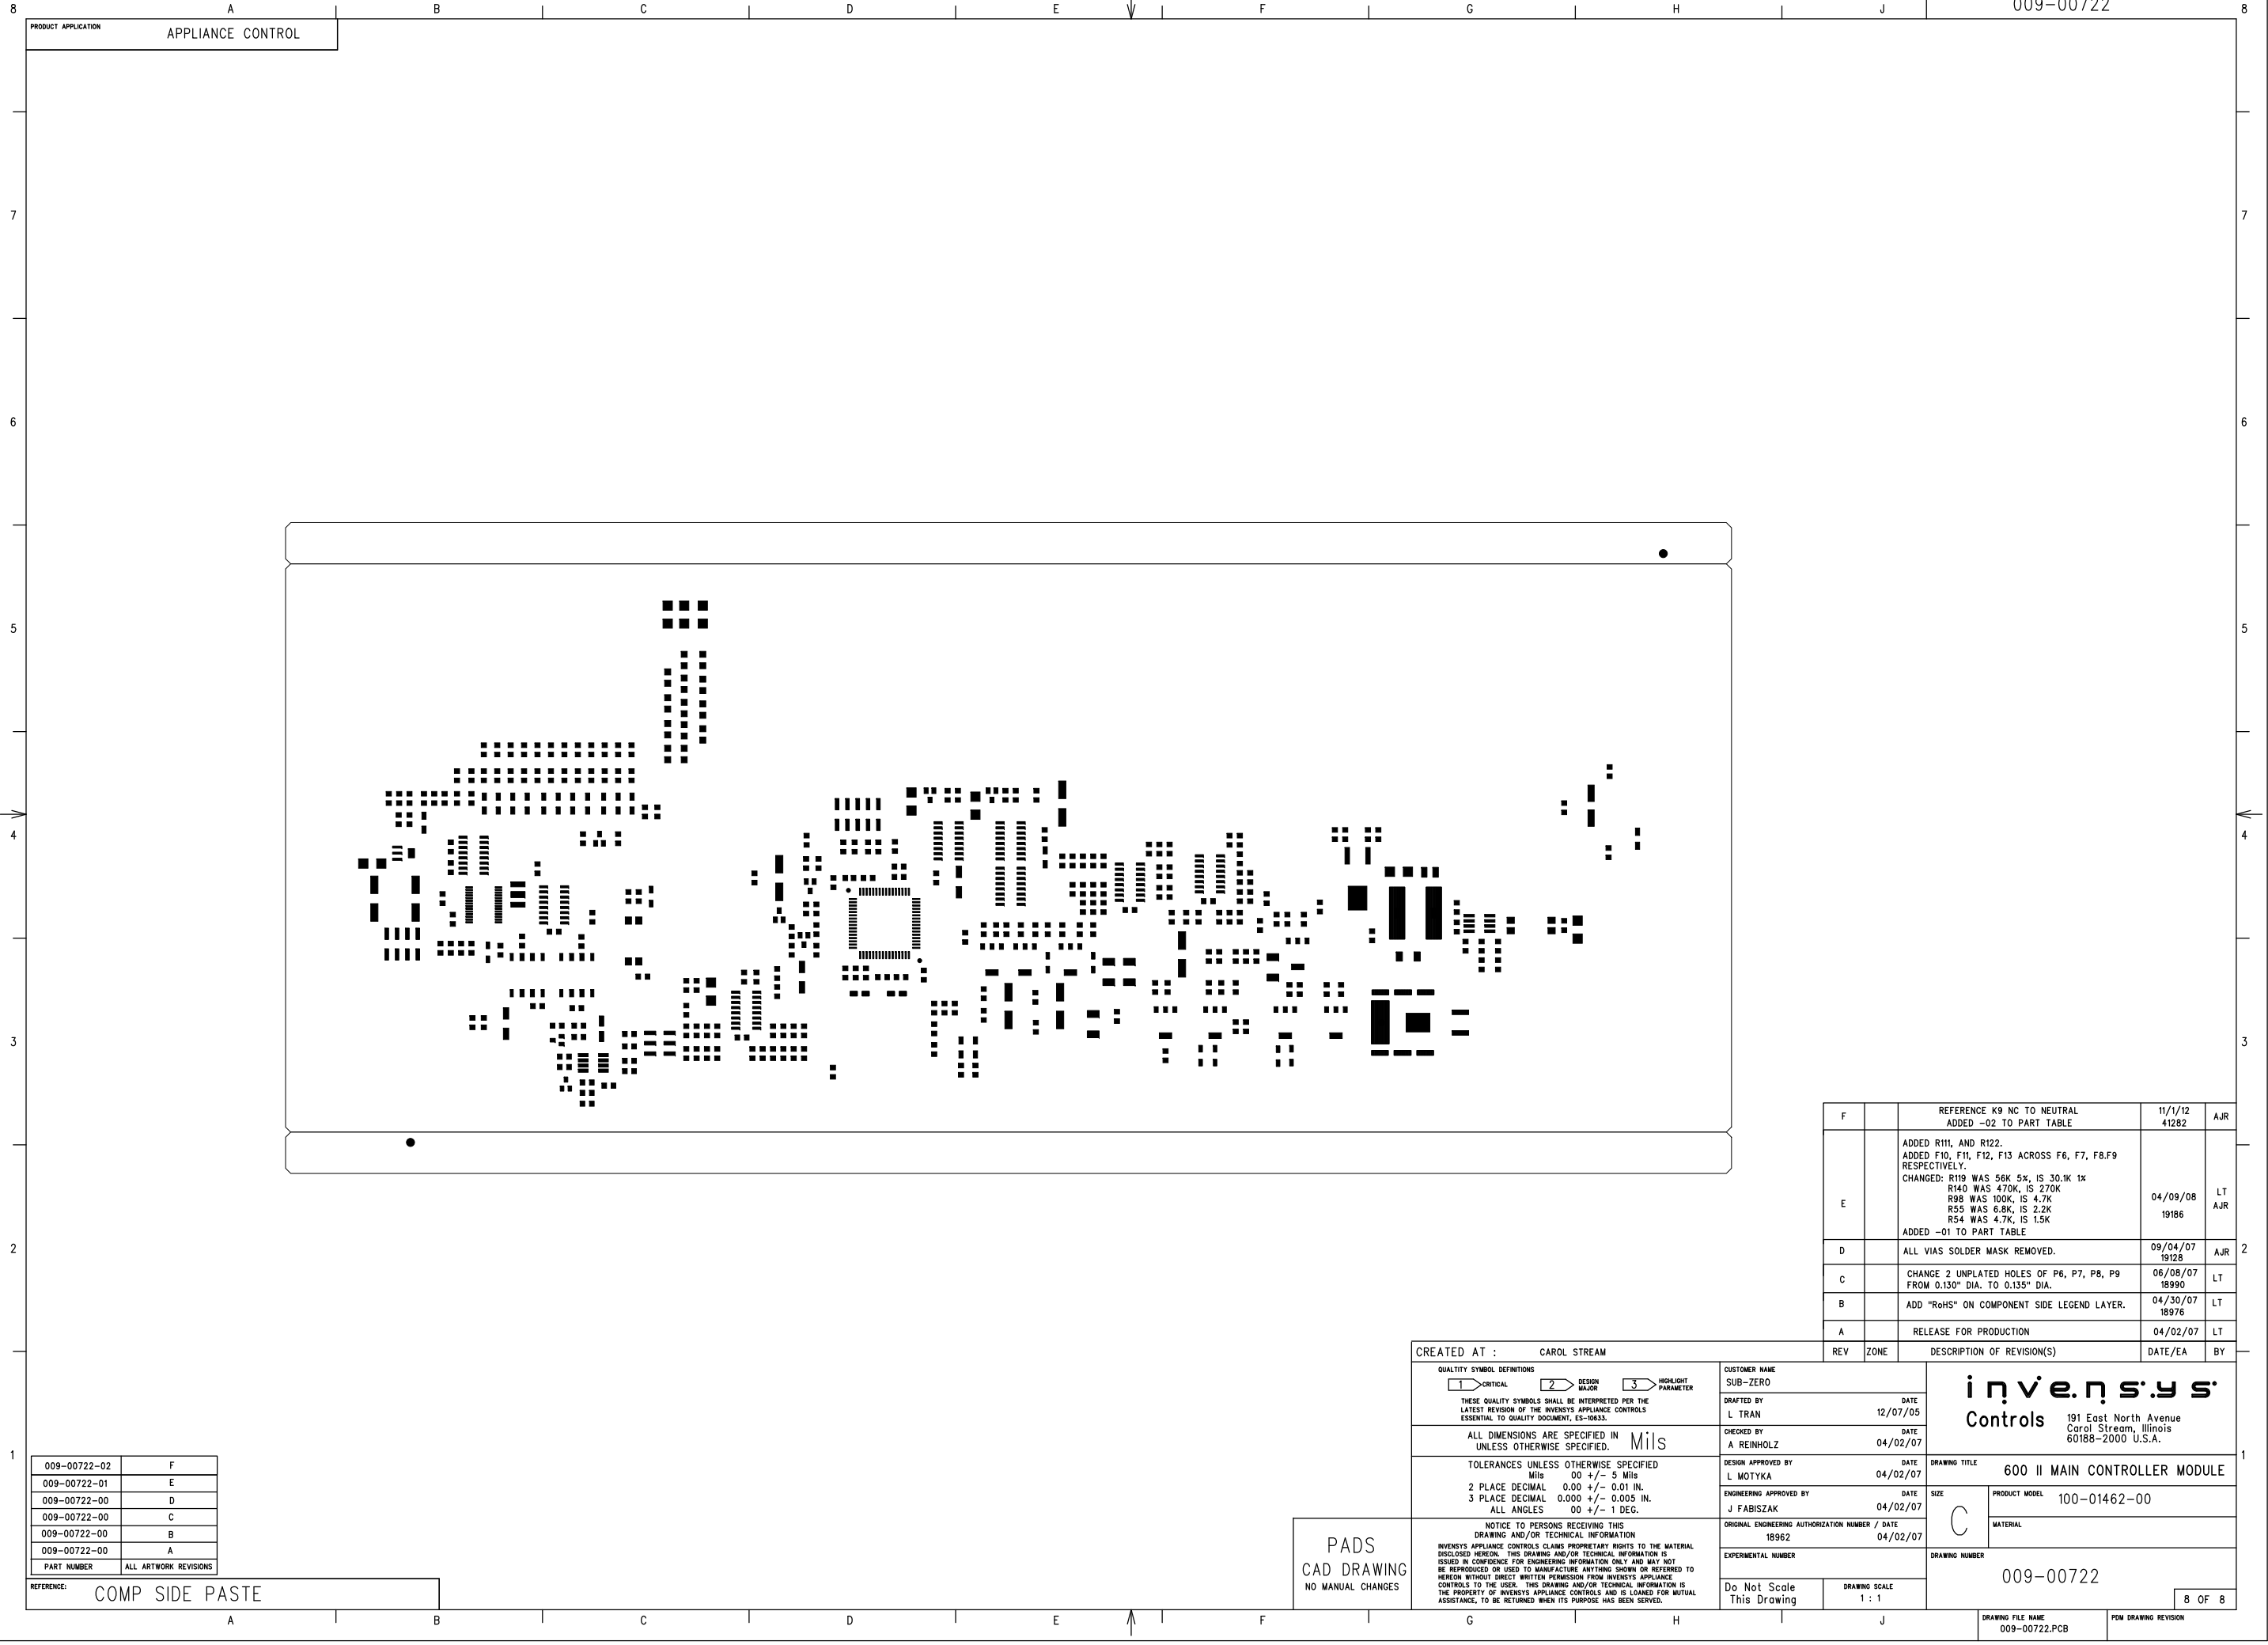 8 A B C D E F G H J 009-00722 8
PRODUCT APPLICATION
APPLIANCE CONTROL
7 7
6 6
5 5
4 4
3 3
2 2
1 1
F REFERENCE K9 NC TO NEUTRAL 11/1/12 AJR
ADDED -02 TO PART TABLE 41282
ADDED R111, AND R122.
ADDED F10, F11, F12, F13 ACROSS F6, F7, F8.F9
RESPECTIVELY.
CHANGED: R119 WAS 56K 5%, IS 30.1K 1%
R140 WAS 470K, IS 270K
E R98 WAS 100K, IS 4.7K 04/09/08 LT
R55 WAS 6.8K, IS 2.2K 19186 AJR
R54 WAS 4.7K, IS 1.5K
ADDED -01 TO PART TABLE
D ALL VIAS SOLDER MASK REMOVED. 09/04/07 AJR
19128
C CHANGE 2 UNPLATED HOLES OF P6, P7, P8, P9 06/08/07 LT
FROM 0.130" DIA. TO 0.135" DIA. 18990
B ADD "RoHS" ON COMPONENT SIDE LEGEND LAYER. 04/30/07 LT
18976
A RELEASE FOR PRODUCTION 04/02/07 LT
REV ZONE DESCRIPTION OF REVISION(S) DATE/EA BY
CREATED AT : CAROL STREAM
QUALTITY SYMBOL DEFINITIONS
1 CRITICAL 2 DESIGN MAJOR 3 HIGHLIGHT PARAMETER
THESE QUALITY SYMBOLS SHALL BE INTERPRETED PER THE
LATEST REVISION OF THE INVENSYS APPLIANCE CONTROLS
ESSENTIAL TO QUALITY DOCUMENT, ES-10633.
ALL DIMENSIONS ARE SPECIFIED IN Mils
UNLESS OTHERWISE SPECIFIED.
TOLERANCES UNLESS OTHERWISE SPECIFIED
Mils 00 +/- 5 Mils
2 PLACE DECIMAL 0.00 +/- 0.01 IN.
3 PLACE DECIMAL 0.000 +/- 0.005 IN.
ALL ANGLES 00 +/- 1 DEG.
NOTICE TO PERSONS RECEIVING THIS
DRAWING AND/OR TECHNICAL INFORMATION
INVENSYS APPLIANCE CONTROLS CLAIMS PROPRIETARY RIGHTS TO THE MATERIAL
DISCLOSED HEREON. THIS DRAWING AND/OR TECHNICAL INFORMATION IS
ISSUED IN CONFIDENCE FOR ENGINEERING INFORMATION ONLY AND MAY NOT
BE REPRODUCED OR USED TO MANUFACTURE ANYTHING SHOWN OR REFERRED TO
HEREON WITHOUT DIRECT WRITTEN PERMISSION FROM INVENSYS APPLIANCE
CONTROLS TO THE USER. THIS DRAWING AND/OR TECHNICAL INFORMATION IS
THE PROPERTY OF INVENSYS APPLIANCE CONTROLS AND IS LOANED FOR MUTUAL
ASSISTANCE, TO BE RETURNED WHEN ITS PURPOSE HAS BEEN SERVED.
PADS
CAD DRAWING
NO MANUAL CHANGES
CUSTOMER NAME
SUB-ZERO
DRAFTED BY DATE
L TRAN 12/07/05
CHECKED BY DATE
A REINHOLZ 04/02/07
DESIGN APPROVED BY DATE
L MOTYKA 04/02/07
ENGINEERING APPROVED BY DATE
J FABISZAK 04/02/07
ORIGINAL ENGINEERING AUTHORIZATION NUMBER / DATE
18962 04/02/07
EXPERIMENTAL NUMBER
Do Not Scale
This Drawing
DRAWING SCALE
1 : 1
invensys
Controls
191 East North Avenue
Carol Stream, Illinois
60188-2000 U.S.A.
DRAWING TITLE
600 II MAIN CONTROLLER MODULE
SIZE
C
PRODUCT MODEL
100-01462-00
MATERIAL
DRAWING NUMBER
009-00722
8 OF 8
DRAWING FILE NAME
009-00722.PCB
PDM DRAWING REVISION
009-00722-02 F
009-00722-01 E
009-00722-00 D
009-00722-00 C
009-00722-00 B
009-00722-00 A
PART NUMBER ALL ARTWORK REVISIONS
REFERENCE:
COMP SIDE PASTE
A B C D E F G H J